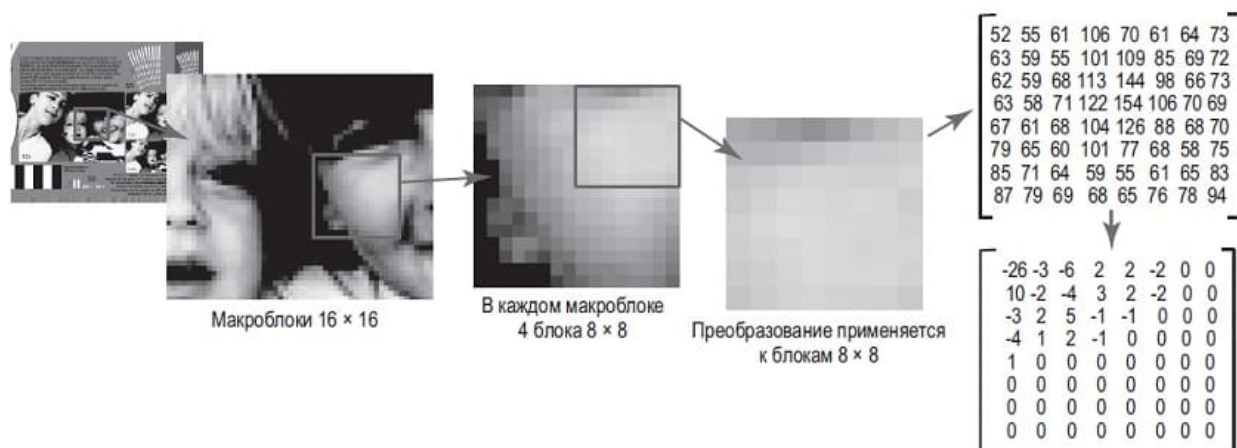 Макроблоки 16 × 16
В каждом макроблоке
4 блока 8 × 8
Преобразование применяется
к блокам 8 × 8
52 55 61 106 70 61 64 73
63 59 55 101 109 85 69 72
62 59 68 113 144 98 66 73
63 58 71 122 154 106 70 69
67 61 68 104 126 88 68 70
79 65 60 101 77 68 58 75
85 71 64 59 55 61 65 83
87 79 69 68 65 76 78 94
-26 -3 -6 2 2 -2 0 0
10 -2 -4 3 2 -2 0 0
-3 2 5 -1 -1 0 0 0
-4 1 2 -1 0 0 0 0
1 0 0 0 0 0 0 0
0 0 0 0 0 0 0 0
0 0 0 0 0 0 0 0
0 0 0 0 0 0 0 0